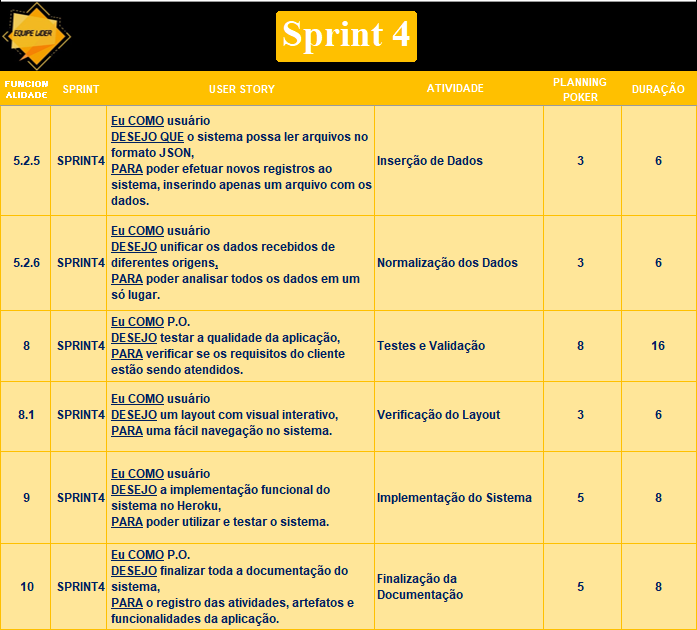 EQUIPE LIDER
Sprint 4
FUNCION
ALIDADE
SPRINT
USER STORY
ATIVIDADE
PLANNING
POKER
DURAÇÃO
5.2.5
SPRINT4
Eu COMO usuário
DESEJO QUE o sistema possa ler arquivos no
formato JSON,
PARA poder efetuar novos registros ao
sistema, inserindo apenas um arquivo com os
dados.
Inserção de Dados
3
6
5.2.6
SPRINT4
Eu COMO usuário
DESEJO unificar os dados recebidos de
diferentes origens,
PARA poder analisar todos os dados em um
só lugar.
Normalização dos Dados
3
6
8
SPRINT4
Eu COMO P.O.
DESEJO testar a qualidade da aplicação,
PARA verificar se os requisitos do cliente
estão sendo atendidos.
Testes e Validação
8
16
8.1
SPRINT4
Eu COMO usuário
DESEJO um layout com visual interativo,
PARA uma fácil navegação no sistema.
Verificação do Layout
3
6
9
SPRINT4
Eu COMO usuário
DESEJO a implementação funcional do
sistema no Heroku,
PARA poder utilizar e testar o sistema.
Implementação do Sistema
5
8
10
SPRINT4
Eu COMO P.O.
DESEJO finalizar toda a documentação do
sistema,
PARA o registro das atividades, artefatos e
funcionalidades da aplicação.
Finalização da
Documentação
5
8